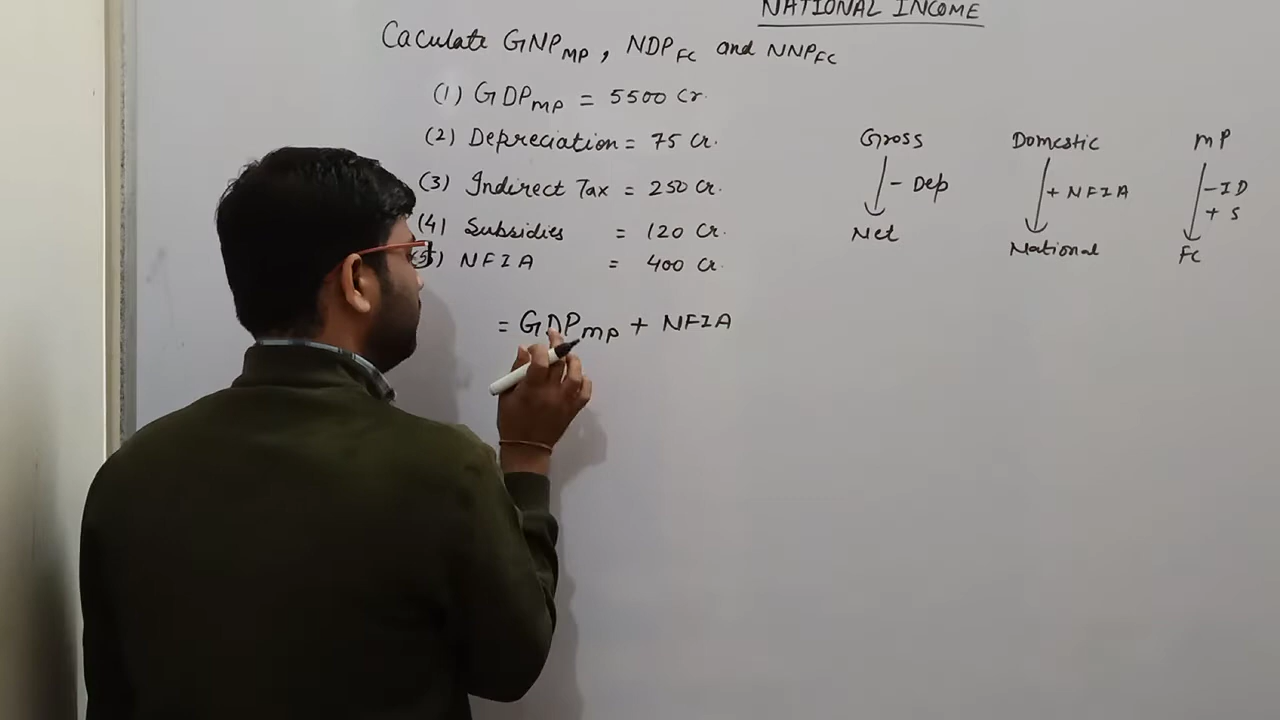 NATIONAL INCOME
Caculate GNPMP, NDPFC and NNPFC
(1) GDPMP = 5500 Cr.
(2) Depreciation = 75 Cr.
(3) Indirect Tax = 250 Cr.
(4) Subsidies = 120 Cr.
(5) NFIA = 400 Cr.
= GDPMP + NFIA
Gross Domestic MP
- Dep + NFIA - ID
+ S
Net National FC